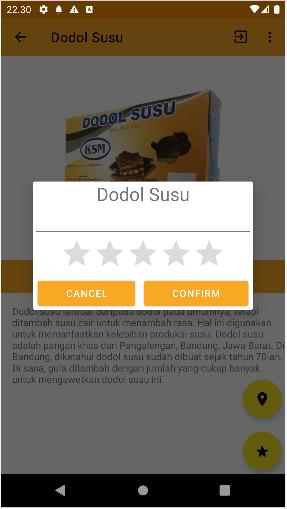 22.30
Dodol Susu
DODOL SUSU
KSM
Dodol Susu
CANCEL
CONFIRM
Dodol susu terbuat daripada dodol pada umumnya, tetapi
ditambah susu cair untuk menambah rasa. Hal ini digunakan
untuk memanfaatkan kelebihan produksi susu. Dodol susu
adalah pangan khas dari Pangalengan, Bandung, Jawa Barat. Di
Bandung, diketahui dodol susu sudah dibuat sejak tahun 70-an.
Di sana, gula ditambah dengan jumlah yang cukup banyak
untuk mengawetkan dodol susu ini.